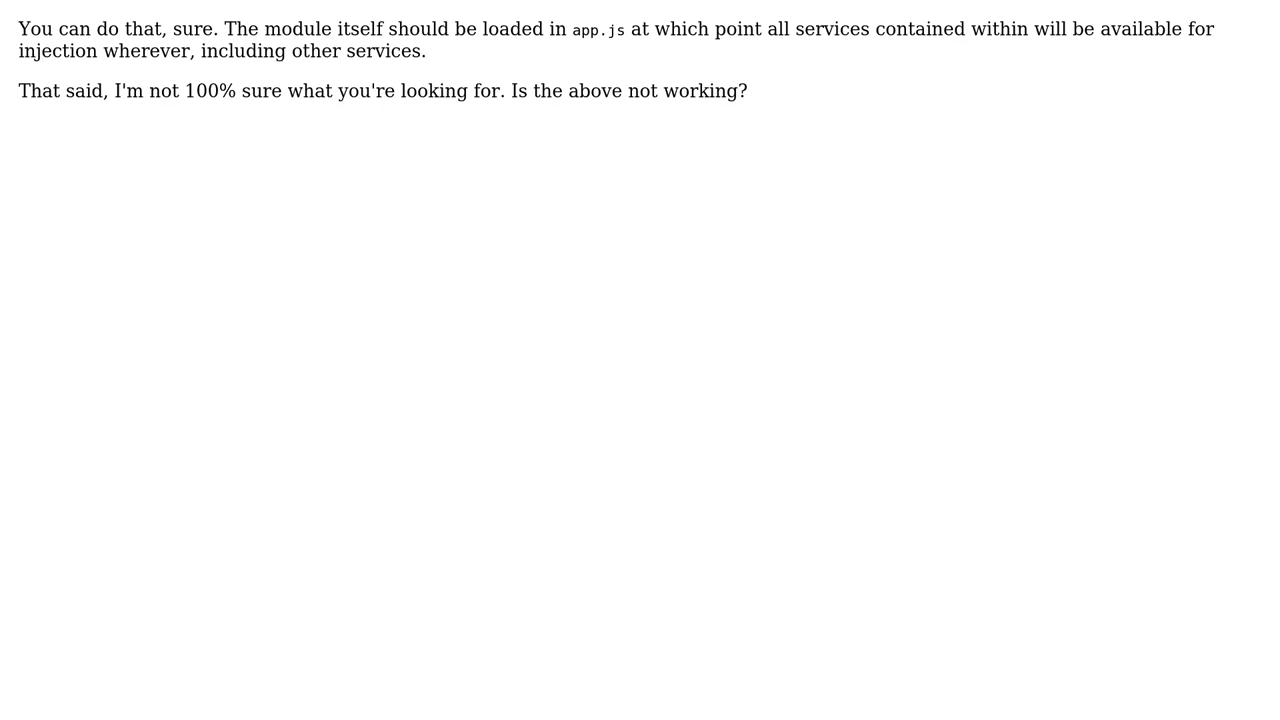 You can do that, sure. The module itself should be loaded in app.js at which point all services contained within will be available for
injection wherever, including other services.
That said, I'm not 100% sure what you're looking for. Is the above not working?